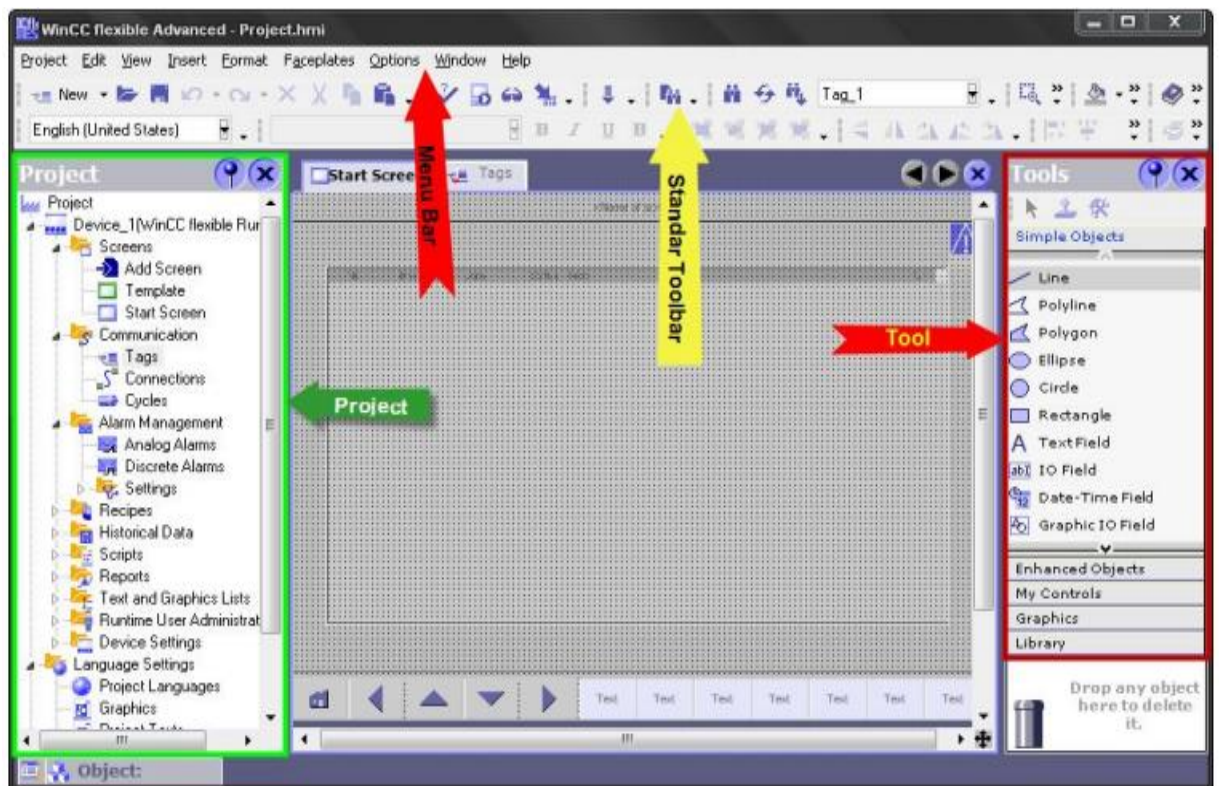 WinCC flexible Advanced - Project.hmi
Project Edit View Insert Format Faceplates Options Window Help
New
Tag_1
English (United States)
B I U
Project
Project
Device_1(WinCC flexible Rur
Screens
Add Screen
Template
Start Screen
Communication
Tags
Connections
Cycles
Alarm Management
Analog Alarms
Discrete Alarms
Settings
Recipes
Historical Data
Scripts
Reports
Text and Graphics Lists
Runtime User Administrat
Device Settings
Language Settings
Project Languages
Graphics
Object:
Start Scree
Tags
Menu Bar
Standar Toolbar
Project
Tool
Text Text Text Text Text Text Text
Tools
Simple Objects
Line
Polyline
Polygon
Ellipse
Circle
Rectangle
TextField
abI IO Field
Date-Time Field
Graphic IO Field
Enhanced Objects
My Controls
Graphics
Library
Drop any object
here to delete
it.